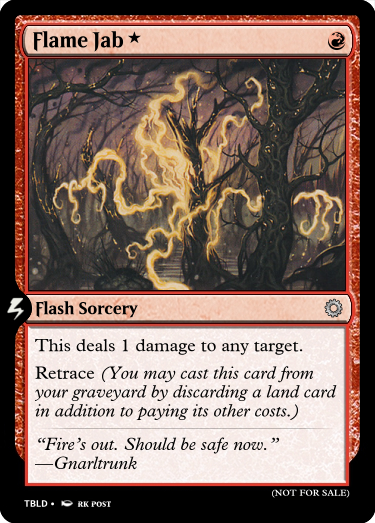 Flame Jab ★
Flash Sorcery
This deals 1 damage to any target.
Retrace (You may cast this card from
your graveyard by discarding a land card
in addition to paying its other costs.)
“Fire’s out. Should be safe now.”
—Gnarltrunk
(NOT FOR SALE)
TBLD • RK POST